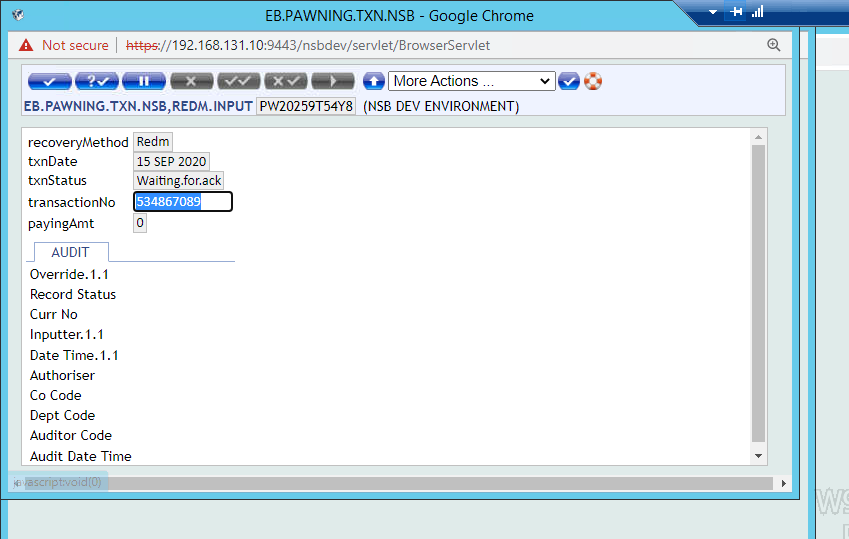 EB.PAWNING.TXN.NSB - Google Chrome
Not secure https://192.168.131.10:9443/nsbdev/servlet/BrowserServlet
More Actions ...
EB.PAWNING.TXN.NSB,REDM.INPUT PW20259T54Y8 (NSB DEV ENVIRONMENT)
recoveryMethod Redm
txnDate 15 SEP 2020
txnStatus Waiting.for.ack
transactionNo 534867089
payingAmt 0
AUDIT
Override.1.1
Record Status
Curr No
Inputter.1.1
Date Time.1.1
Authoriser
Co Code
Dept Code
Auditor Code
Audit Date Time
javascript:void(0)